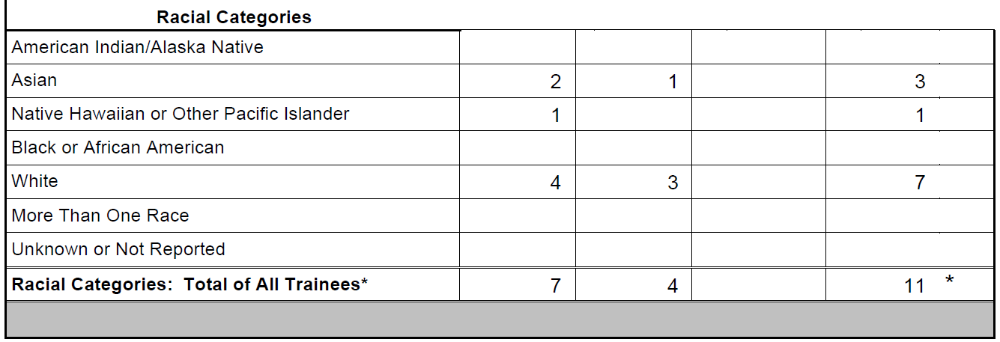 Racial Categories
American Indian/Alaska Native
Asian 2 1 3
Native Hawaiian or Other Pacific Islander 1 1
Black or African American
White 4 3 7
More Than One Race
Unknown or Not Reported
Racial Categories: Total of All Trainees* 7 4 11 *